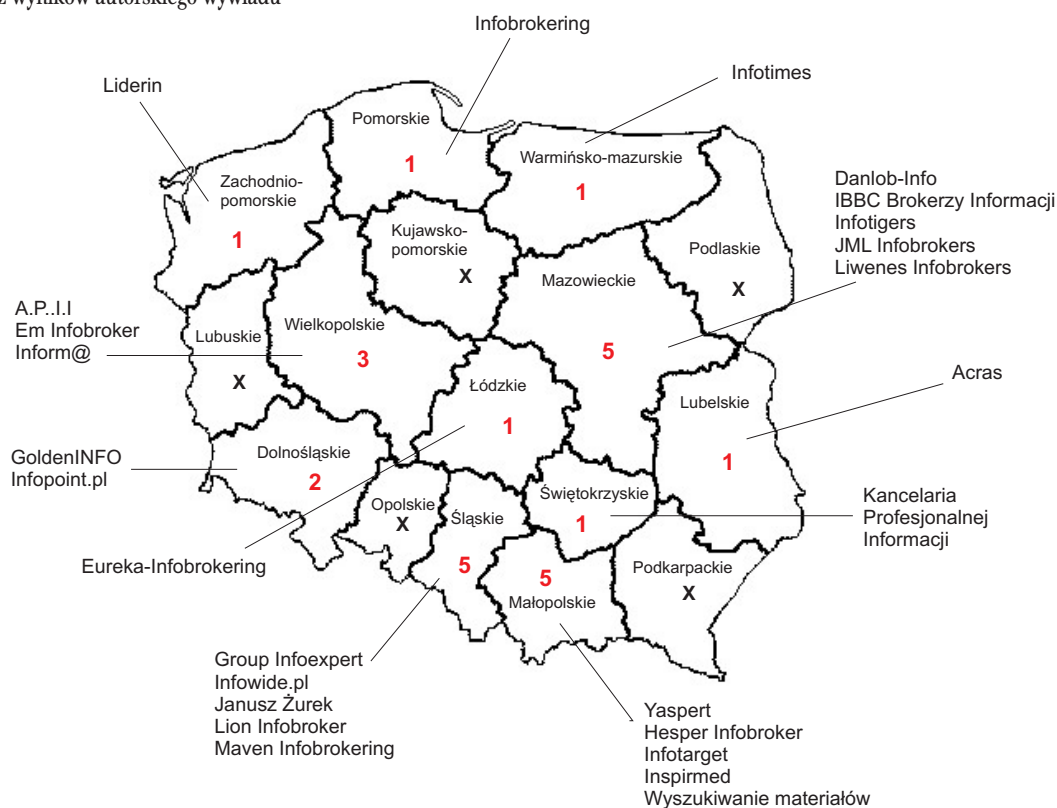 z wyników autorskiego wywiadu
Infobrokering
Liderin
Infotimes
Pomorskie
1
Warmińsko-mazurskie
1
Zachodnio-
pomorskie
1
Kujawsko-
pomorskie
X
Podlaskie
X
Danlob-Info
IBBC Brokerzy Informacji
Infotigers
JML Infobrokers
Liwenes Infobrokers
Mazowieckie
5
A.P..I.I
Em Infobroker
Inform@
Lubuskie
X
Wielkopolskie
3
Łódzkie
1
Lubelskie
1
Acras
GoldenINFO
Infopoint.pl
Dolnośląskie
2
Opolskie
X
Śląskie
5
Świętokrzyskie
1
Kancelaria
Profesjonalnej
Informacji
Eureka-Infobrokering
5
Małopolskie
Podkarpackie
X
Group Infoexpert
Infowide.pl
Janusz Żurek
Lion Infobroker
Maven Infobrokering
Yaspert
Hesper Infobroker
Infotarget
Inspirmed
Wyszukiwanie materiałów